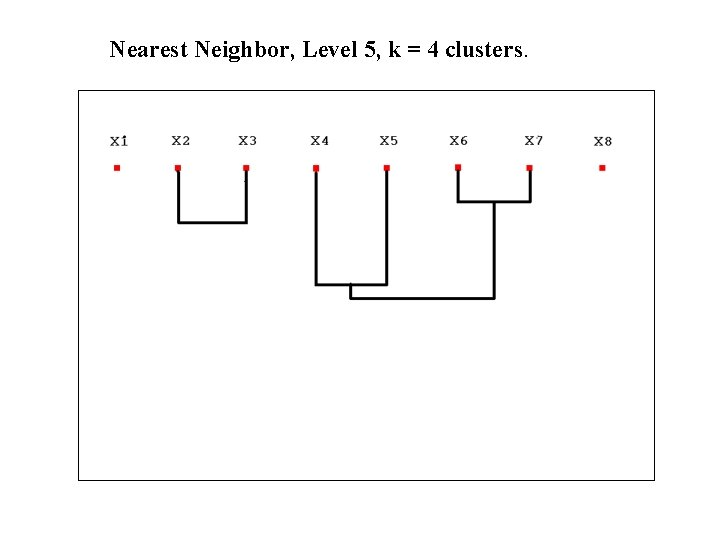 Nearest Neighbor, Level 5, k = 4 clusters.
X1 X2 X3 X4 X5 X6 X7 X8